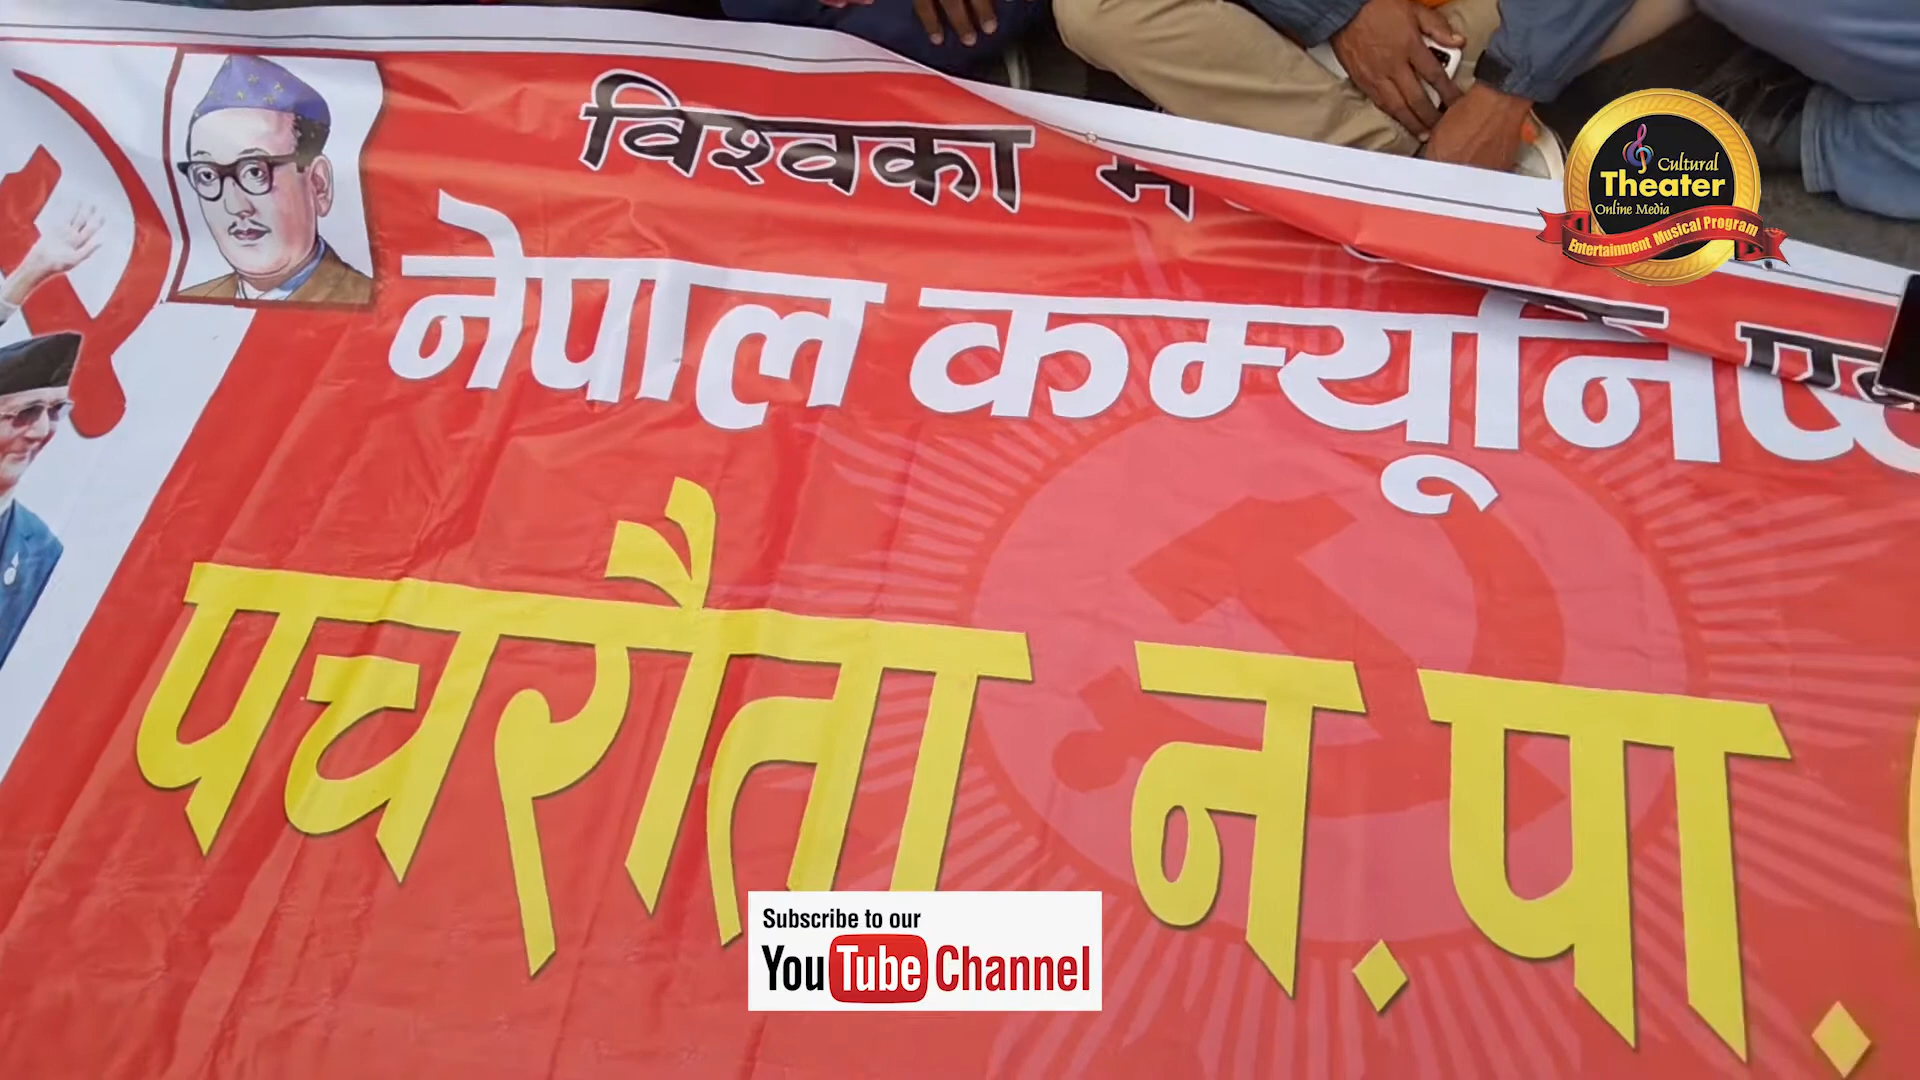 विश्वका
नेपाल कम्यूनिष्ट
पचरौता न.पा.
Cultural
Theater
Online Media
Entertainment Musical Program
Subscribe to our
YouTube Channel